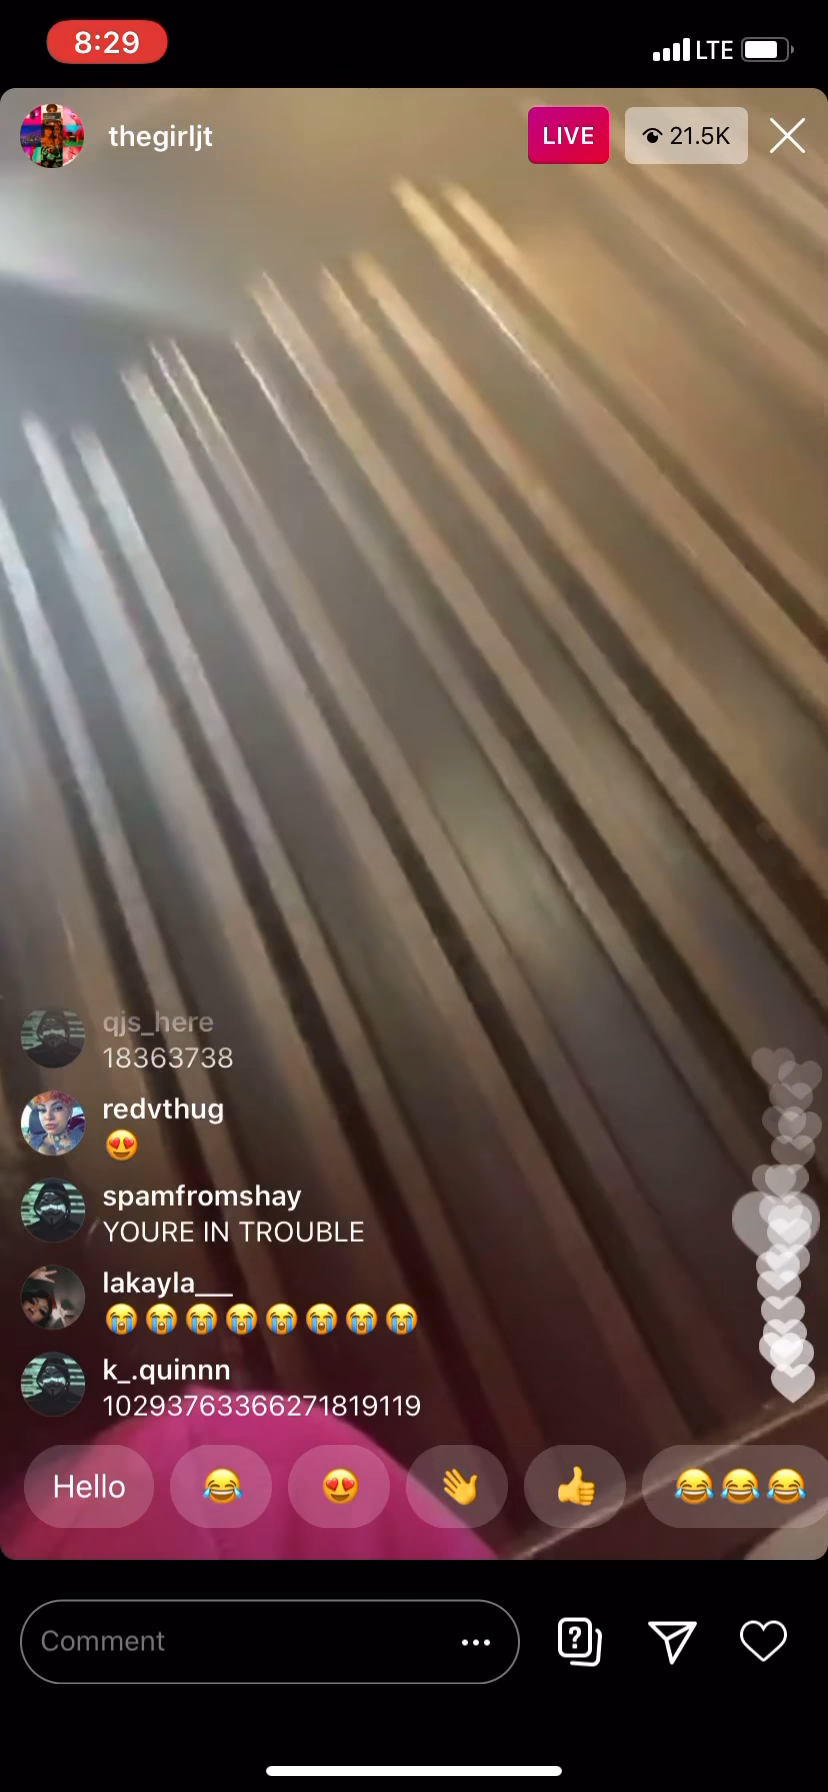 8:29
LTE
thegirljt
LIVE
21.5K
qjs_here
18363738
redvthug
😍
spamfromshay
YOURE IN TROUBLE
lakayla___
😭😭😭😭😭😭😭😭
k_.quinnn
10293763366271819119
Hello 😂 😍 👋 👍 😂😂😂
Comment